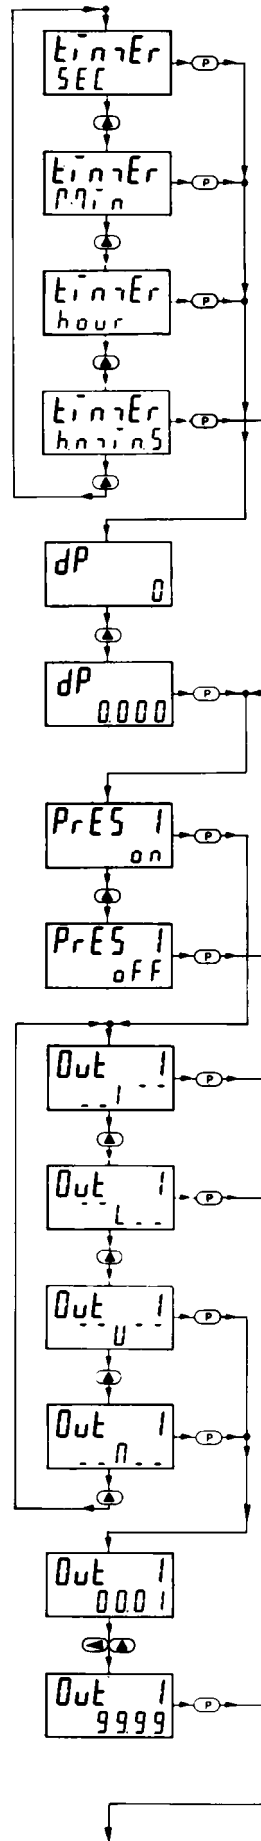 timEr
SEC
P
timEr
Min
P
timEr
hour
P
timEr
h.min.S
P
dP
0
dP
0.000
P
PrES 1
on
P
PrES 1
oFF
P
Out 1
P
Out 1
P
Out 1
P
Out 1
P
Out 1
00.01
Out 1
99.99
P